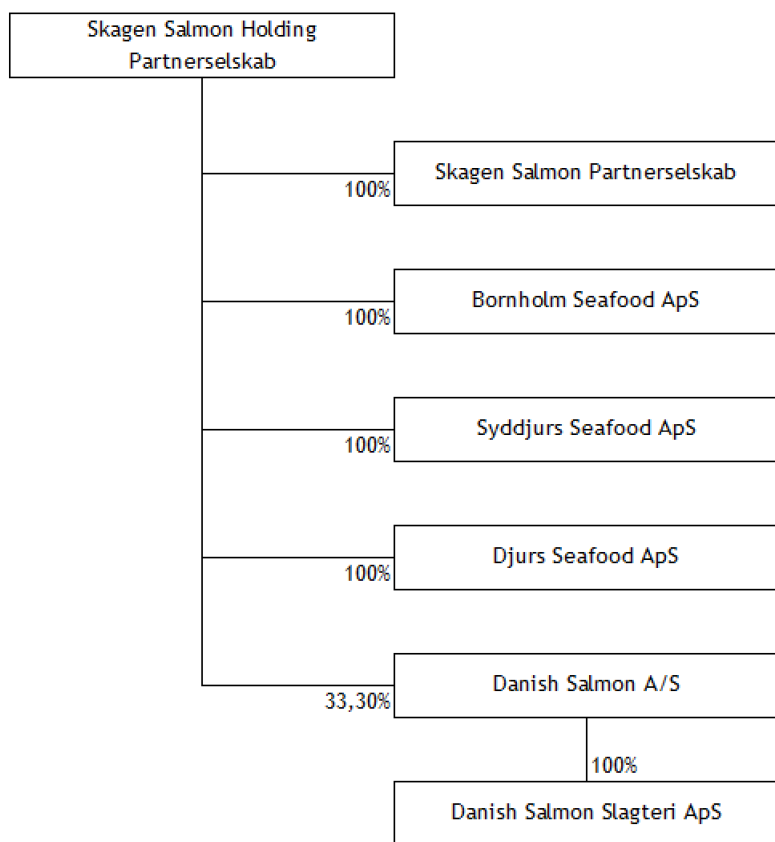 Skagen Salmon Holding
Partnerselskab
Skagen Salmon Partnerselskab
100%
Bornholm Seafood ApS
100%
Syddjurs Seafood ApS
100%
Djurs Seafood ApS
100%
Danish Salmon A/S
33,30%
100%
Danish Salmon Slagteri ApS